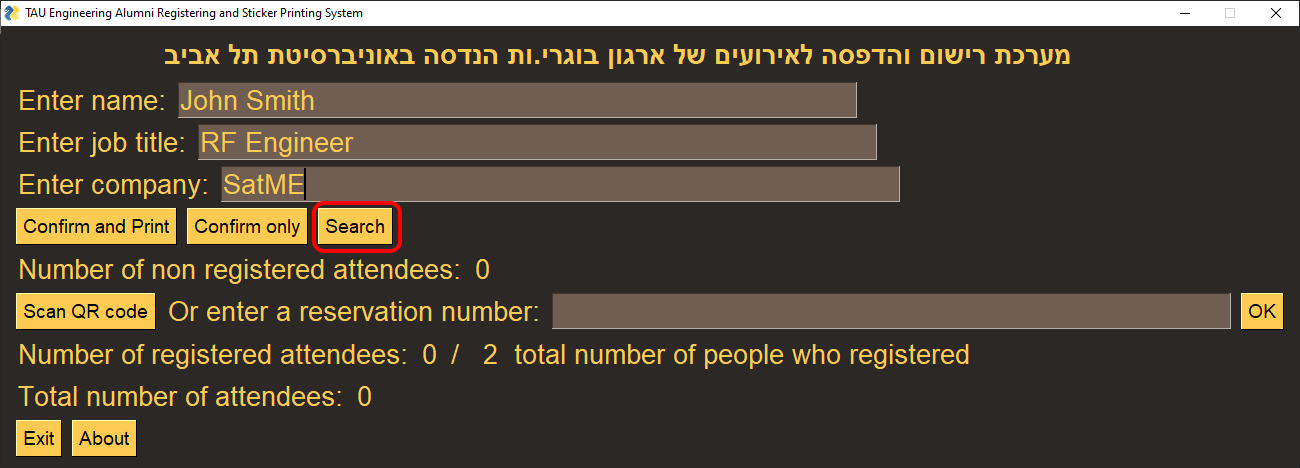 TAU Engineering Alumni Registering and Sticker Printing System
מערכת רישום והדפסה לאירועים של ארגון בוגרי.ות הנדסה באוניברסיטת תל אביב
Enter name: John Smith
Enter job title: RF Engineer
Enter company: SatME
Confirm and Print Confirm only Search
Number of non registered attendees: 0
Scan QR code Or enter a reservation number: OK
Number of registered attendees: 0 / 2 total number of people who registered
Total number of attendees: 0
Exit About